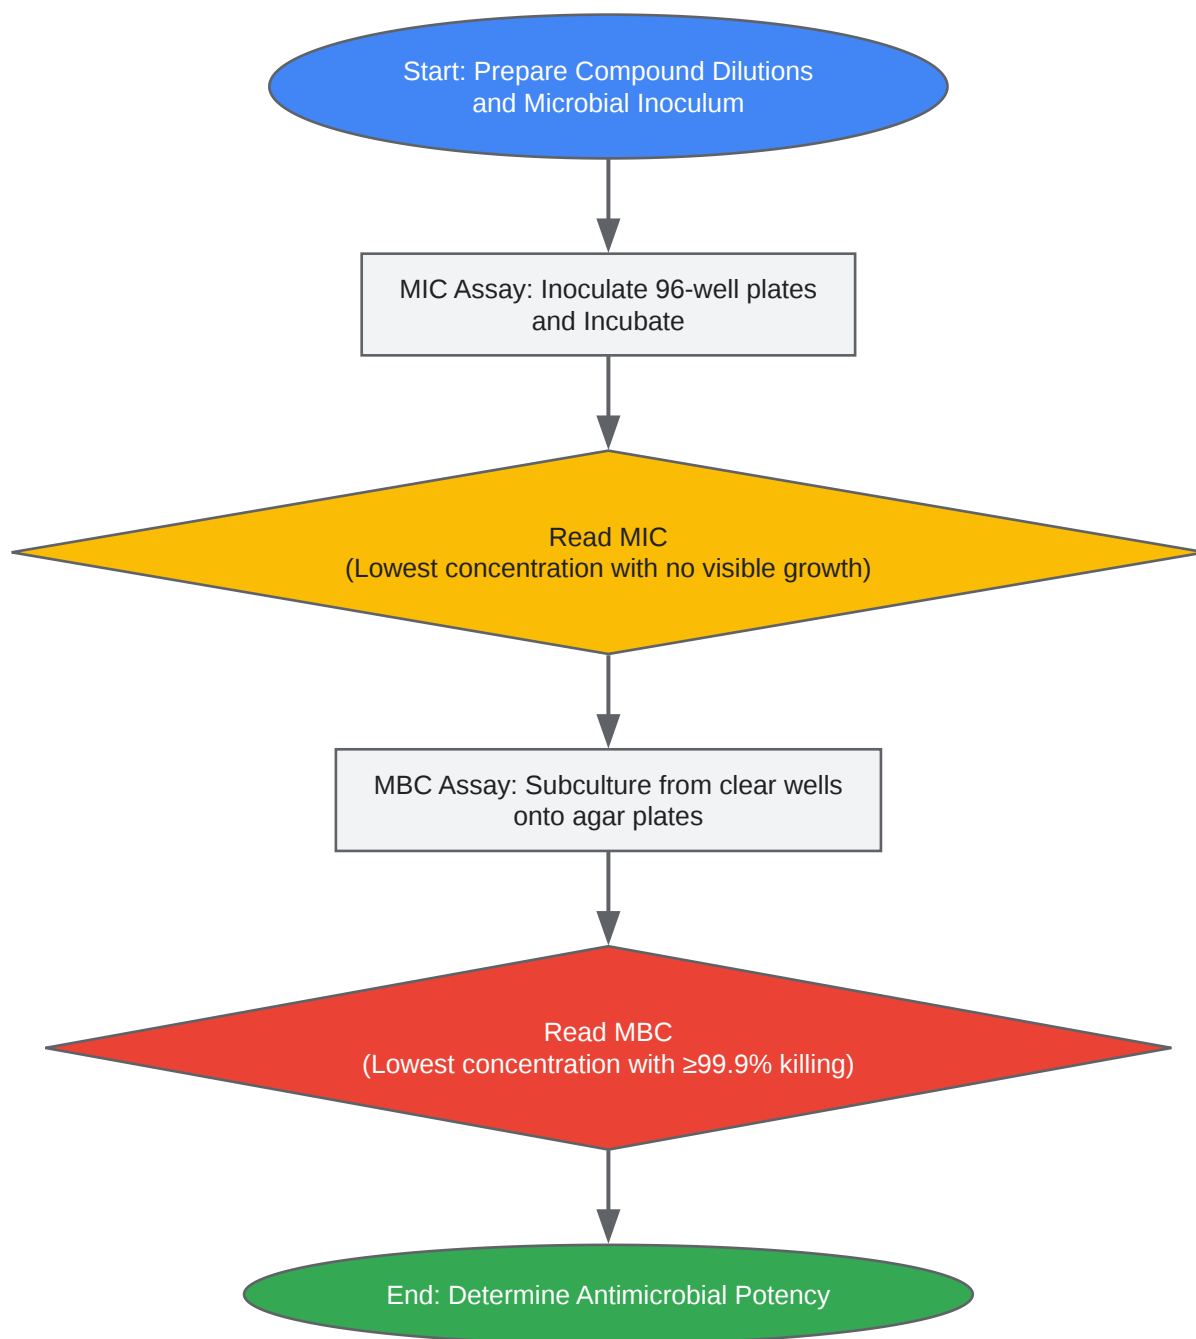 Start: Prepare Compound Dilutions
and Microbial Inoculum
MIC Assay: Inoculate 96-well plates
and Incubate
Read MIC
(Lowest concentration with no visible growth)
MBC Assay: Subculture from clear wells
onto agar plates
Read MBC
(Lowest concentration with ≥99.9% killing)
End: Determine Antimicrobial Potency